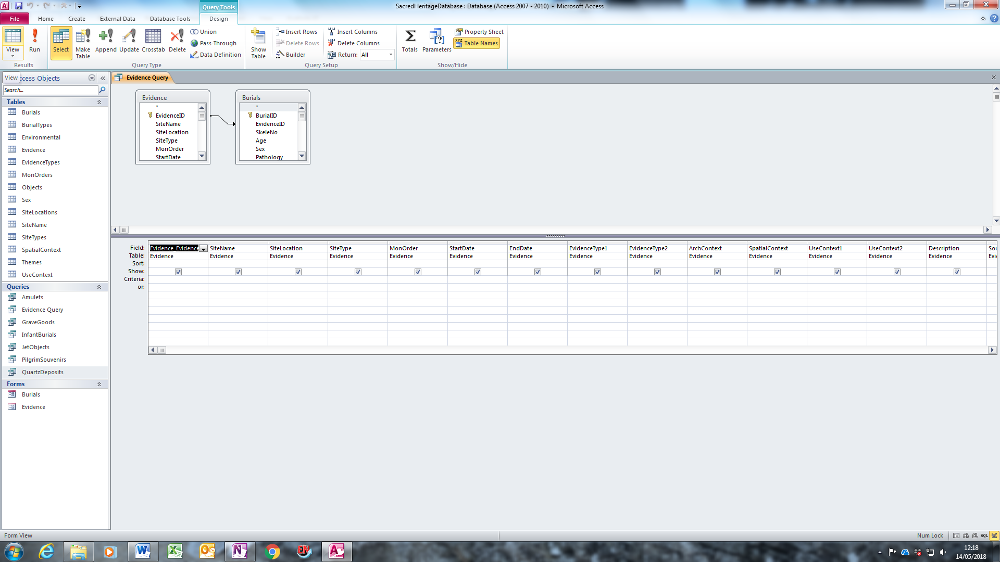 SacredHeritageDatabase : Database (Access 2007 - 2010) - Microsoft Access
Query Tools
File Home Create External Data Database Tools Design
View
Run
Results
Select
Make Table
Append
Update
Crosstab
Delete
Union
Pass-Through
Data Definition
Query Type
Show Table
Insert Rows
Delete Rows
Builder
Insert Columns
Delete Columns
Return: All
Query Setup
Totals
Parameters
Property Sheet
Table Names
Show/Hide
View
ccess Objects
Search...
Tables
Burials
BurialTypes
Environmental
Evidence
EvidenceTypes
MonOrders
Objects
Sex
SiteLocations
SiteName
SiteTypes
SpatialContext
Themes
UseContext
Queries
Amulets
Evidence Query
GraveGoods
InfantBurials
JetObjects
PilgrimSouvenirs
QuartzDeposits
Forms
Burials
Evidence
Evidence Query
Evidence
*
EvidenceID
SiteName
SiteLocation
SiteType
MonOrder
StartDate
Burials
*
BurialID
EvidenceID
SkeleNo
Age
Sex
Pathology
Field: Evidence_Evidence SiteName SiteLocation SiteType MonOrder StartDate EndDate EvidenceType1 EvidenceType2 ArchContext SpatialContext UseContext1 UseContext2 Description Sou
Table: Evidence Evidence Evidence Evidence Evidence Evidence Evidence Evidence Evidence Evidence Evidence Evidence Evidence Evidence Evi
Sort:
Show:
Criteria:
or:
Form View
Num Lock
SQL
12:18
14/05/2018